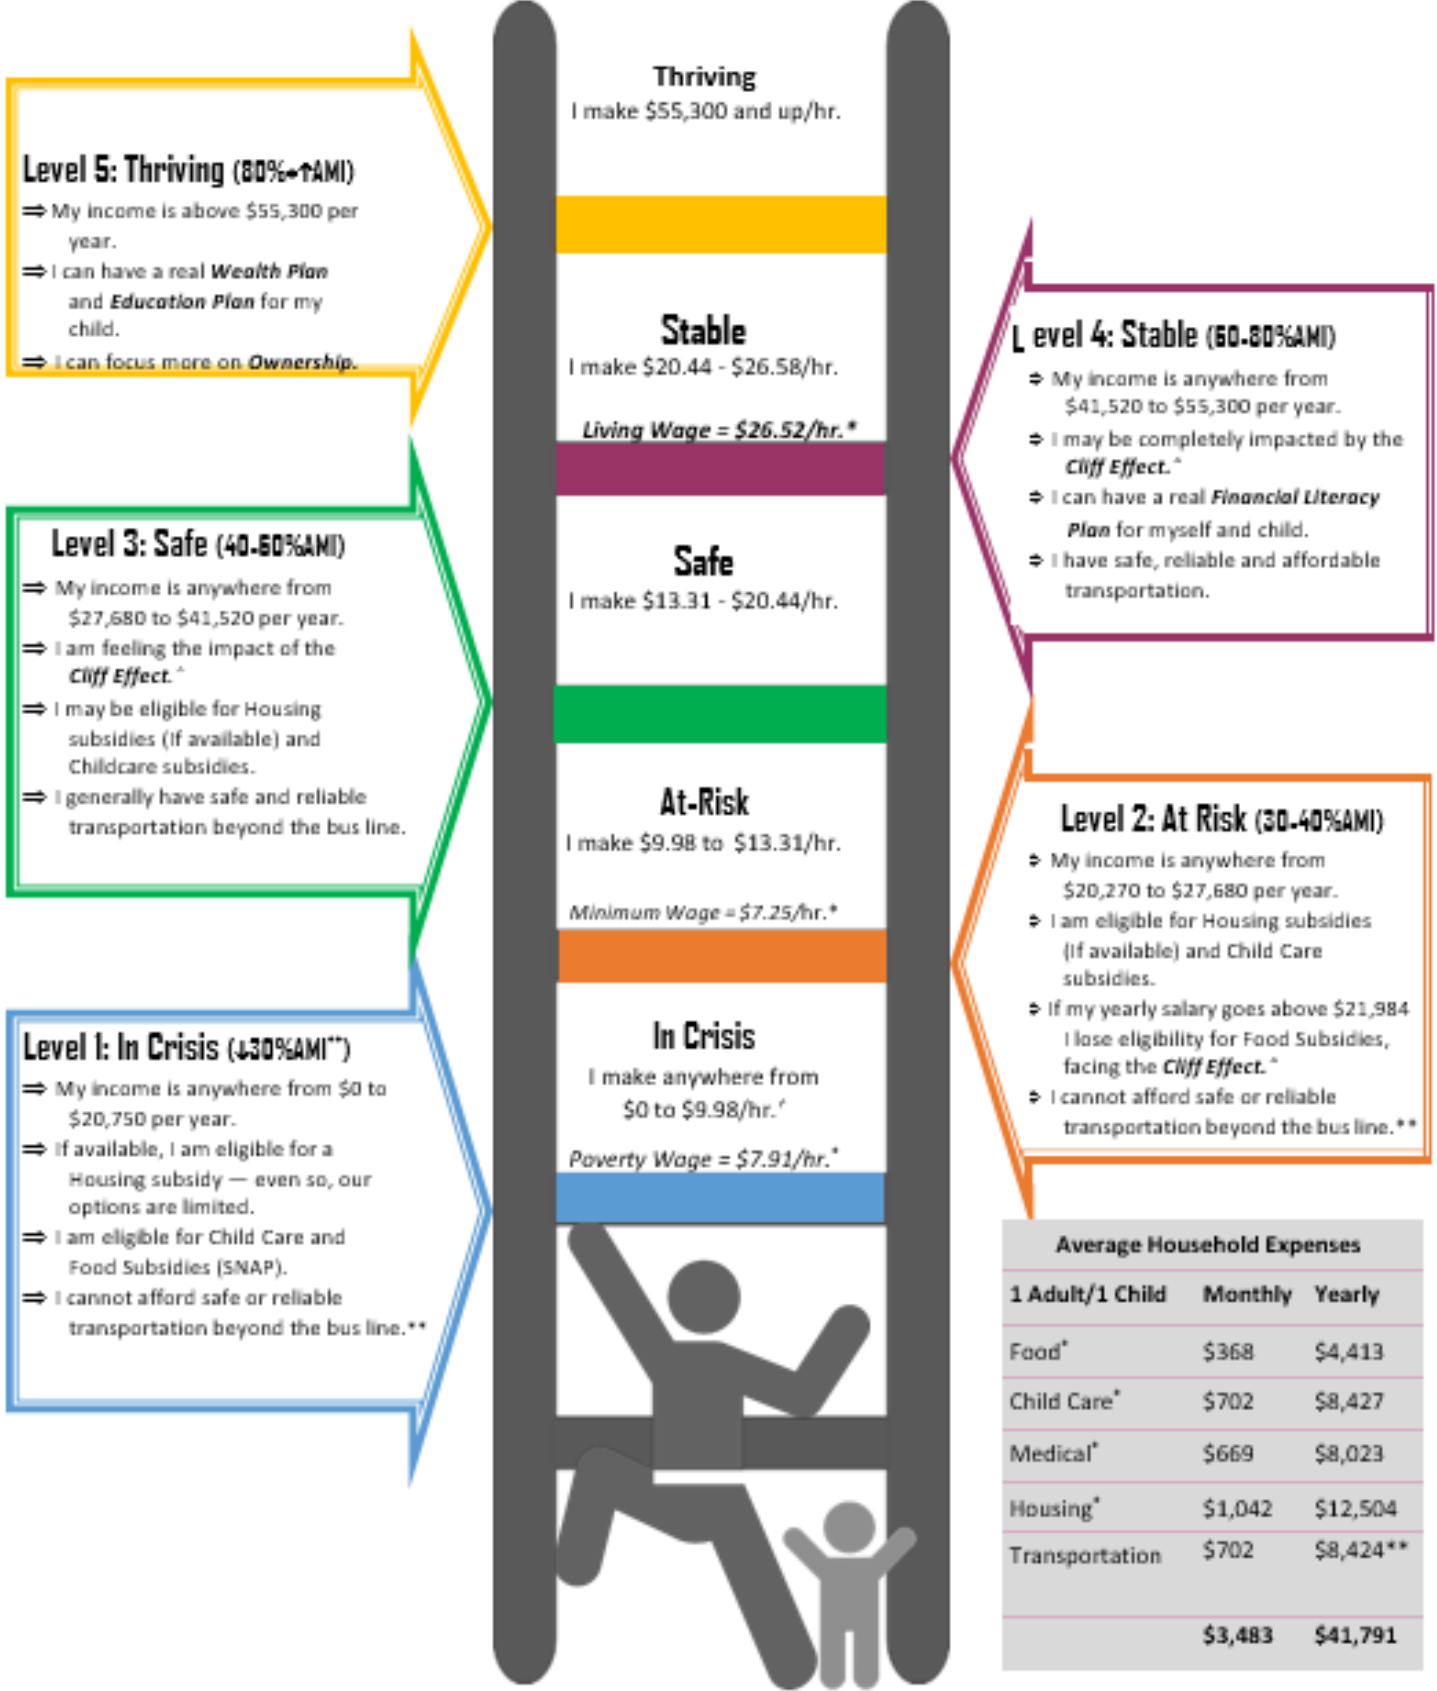 Thriving
I make $55,300 and up/hr.
Level 5: Thriving (80%+↑AMI)
⇒ My income is above $55,300 per
year.
⇒ I can have a real Wealth Plan
and Education Plan for my
child.
⇒ I can focus more on Ownership.
Stable
I make $20.44 - $26.58/hr.
Living Wage = $26.52/hr.*
Level 4: Stable (60-80%AMI)
⮊ My income is anywhere from
$41,520 to $55,300 per year.
⮊ I may be completely impacted by the
Cliff Effect.^
⮊ I can have a real Financial Literacy
Plan for myself and child.
⮊ I have safe, reliable and affordable
transportation.
Level 3: Safe (40-60%AMI)
⇒ My income is anywhere from
$27,680 to $41,520 per year.
⇒ I am feeling the impact of the
Cliff Effect.^
⇒ I may be eligible for Housing
subsidies (If available) and
Childcare subsidies.
⇒ I generally have safe and reliable
transportation beyond the bus line.
Safe
I make $13.31 - $20.44/hr.
At-Risk
I make $9.98 to $13.31/hr.
Minimum Wage = $7.25/hr.*
Level 2: At Risk (30-40%AMI)
⮊ My income is anywhere from
$20,270 to $27,680 per year.
⮊ I am eligible for Housing subsidies
(If available) and Child Care
subsidies.
⮊ If my yearly salary goes above $21,984
I lose eligibility for Food Subsidies,
facing the Cliff Effect.^
⮊ I cannot afford safe or reliable
transportation beyond the bus line.**
Level 1: In Crisis (↓30%AMI**)
⇒ My income is anywhere from $0 to
$20,750 per year.
⇒ If available, I am eligible for a
Housing subsidy — even so, our
options are limited.
⇒ I am eligible for Child Care and
Food Subsidies (SNAP).
⇒ I cannot afford safe or reliable
transportation beyond the bus line.**
In Crisis
I make anywhere from
$0 to $9.98/hr.^
Poverty Wage = $7.91/hr.*
Average Household Expenses
1 Adult/1 Child Monthly Yearly
Food* $368 $4,413
Child Care* $702 $8,427
Medical* $669 $8,023
Housing* $1,042 $12,504
Transportation $702 $8,424**
$3,483 $41,791